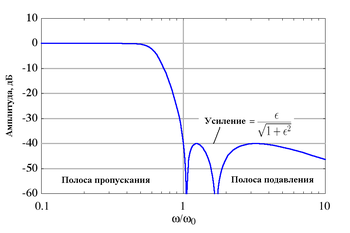 10
0
-10
-20
-30
-40
-50
-60
Амплитуда, дБ
Усиление = ϵ / √(1 + ϵ²)
Полоса пропускания
Полоса подавления
0.1
1
10
ω/ω₀